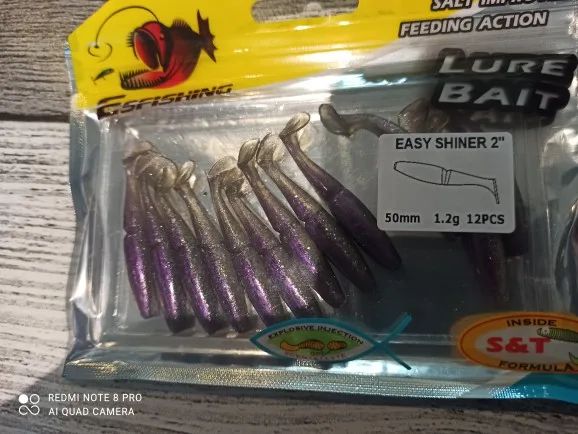 SALT
FEEDING ACTION
ESFISHING
LURE
BAIT
EASY SHINER 2"
50mm 1.2g 12PCS
EXPLOSIVE INJECTION
INSIDE
S&T
FORMULA
REDMI NOTE 8 PRO
AI QUAD CAMERA